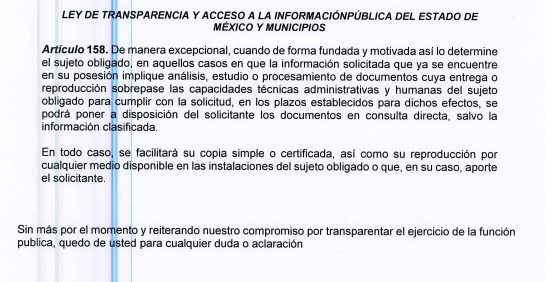 LEY DE TRANSPARENCIA Y ACCESO A LA INFORMACIÓNPÚBLICA DEL ESTADO DE
MÉXICO Y MUNICIPIOS
Artículo 158. De manera excepcional, cuando de forma fundada y motivada así lo determine
el sujeto obligado, en aquellos casos en que la información solicitada que ya se encuentre
en su posesión implique análisis, estudio o procesamiento de documentos cuya entrega o
reproducción sobrepase las capacidades técnicas administrativas y humanas del sujeto
obligado para cumplir con la solicitud, en los plazos establecidos para dichos efectos, se
podrá poner a disposición del solicitante los documentos en consulta directa, salvo la
información clasificada.
En todo caso, se facilitará su copia simple o certificada, así como su reproducción por
cualquier medio disponible en las instalaciones del sujeto obligado o que, en su caso, aporte
el solicitante.
Sin más por el momento y reiterando nuestro compromiso por transparentar el ejercicio de la función
publica, quedo de usted para cualquier duda o aclaración